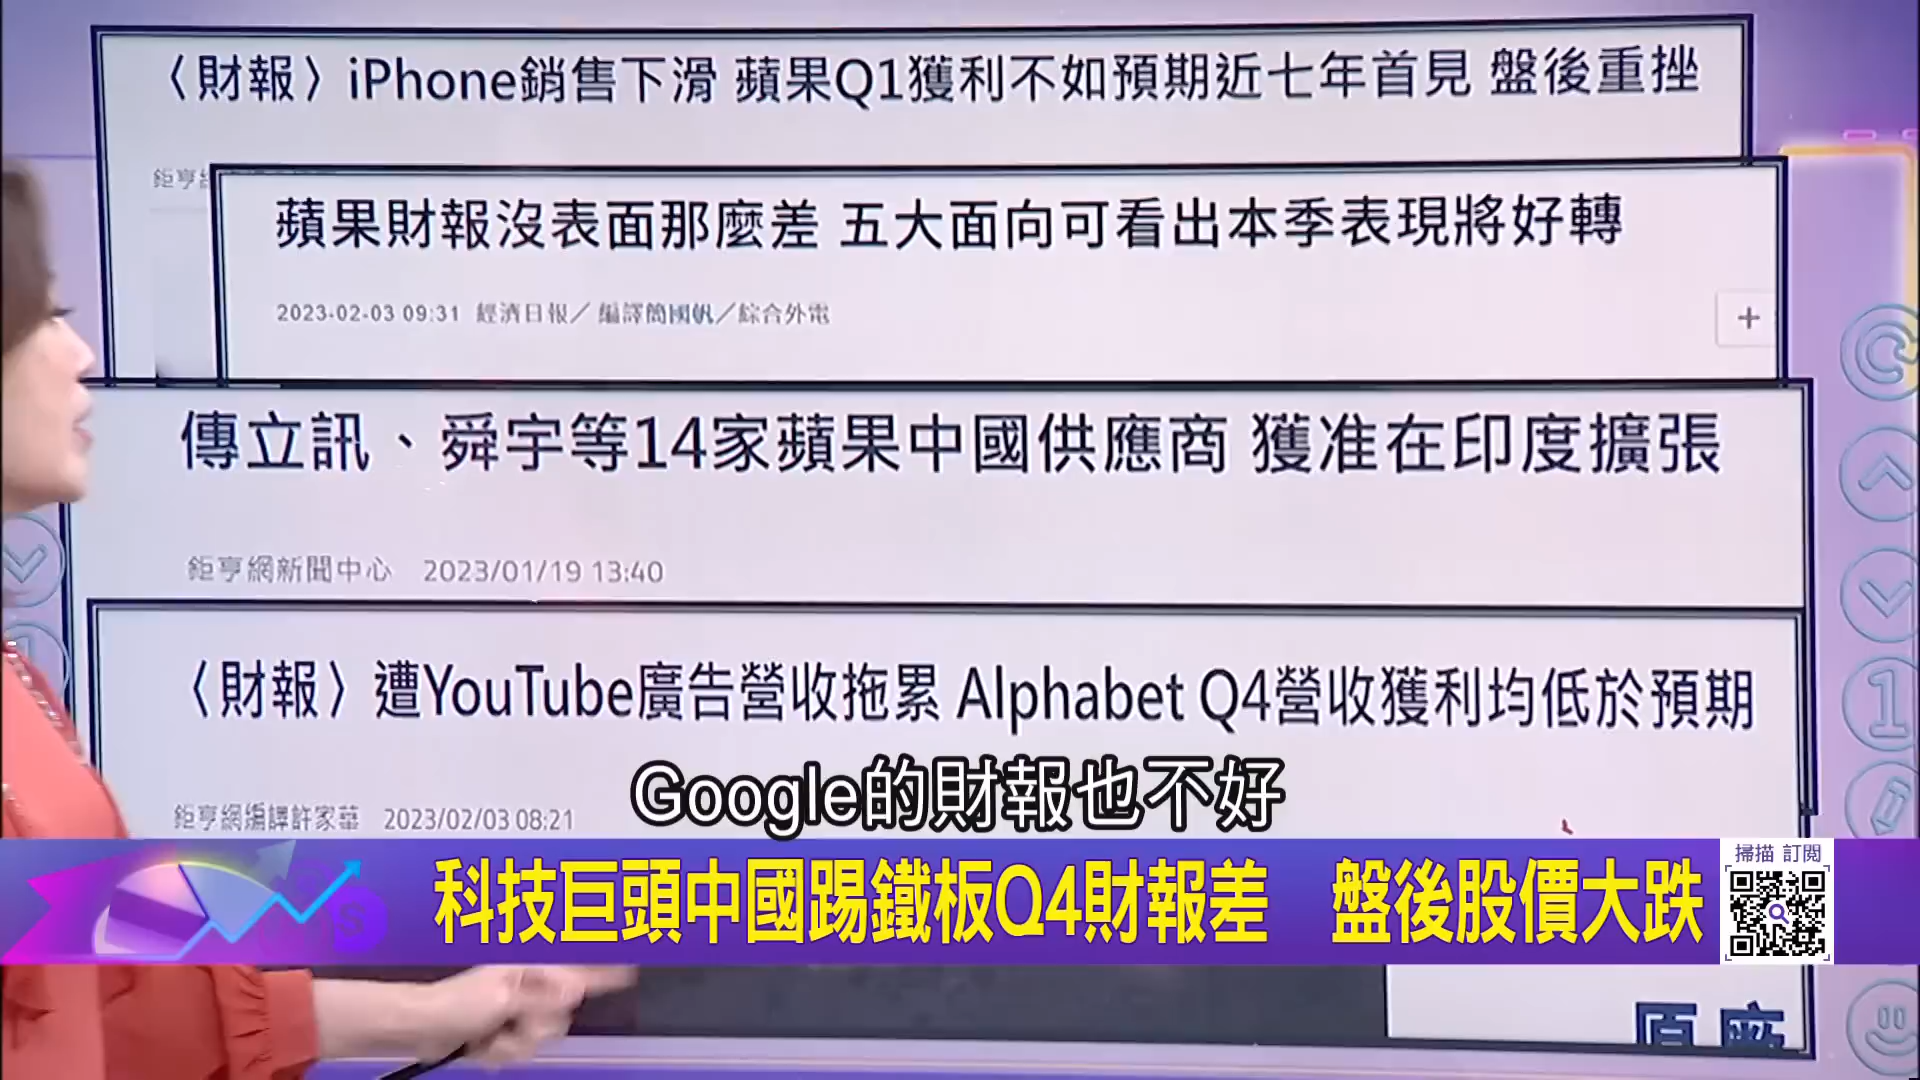 〈財報〉iPhone銷售下滑 蘋果Q1獲利不如預期近七年首見 盤後重挫
鉅亨
蘋果財報沒表面那麼差 五大面向可看出本季表現將好轉
2023-02-03 09:31 經濟日報／ 編譯簡國帆／綜合外電
+
傳立訊、舜宇等14家蘋果中國供應商 獲准在印度擴張
鉅亨網新聞中心 2023/01/19 13:40
〈財報〉遭YouTube廣告營收拖累 Alphabet Q4營收獲利均低於預期
Google的財報也不好
鉅亨網編譯許家華 2023/02/03 08:21
掃描 訂閱
科技巨頭中國踢鐵板Q4財報差 盤後股價大跌
原廠